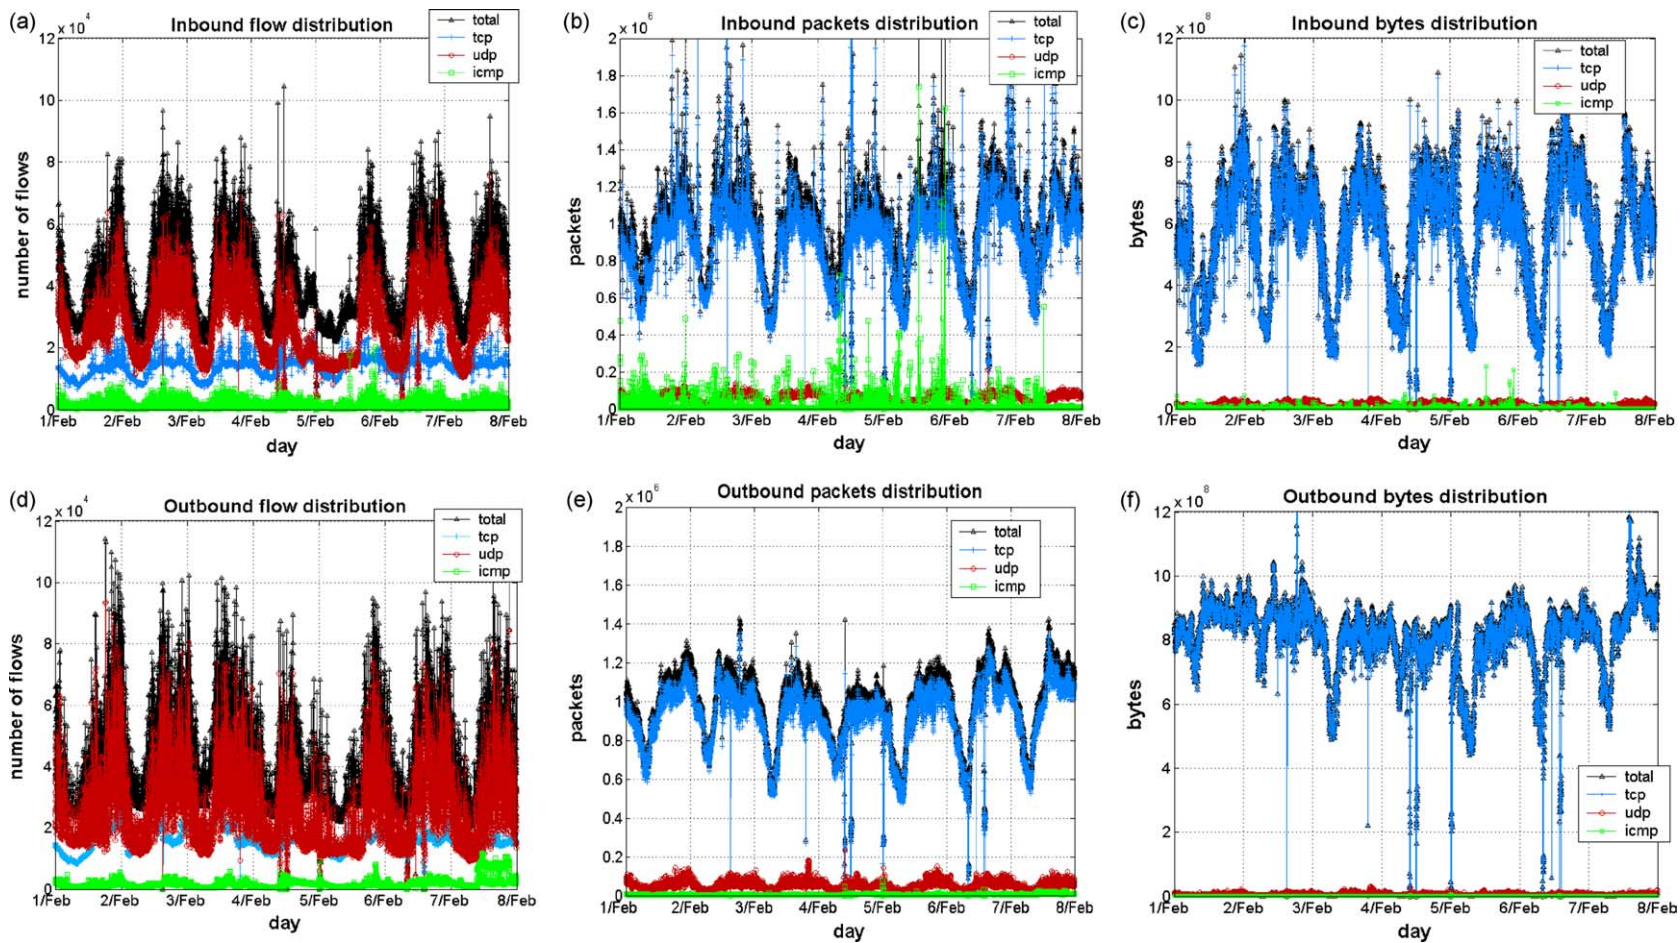 (a)
Inbound flow distribution
x 10 4
total
tcp
udp
icmp
12
10
8
6
4
2
0
number of flows
1/Feb 2/Feb 3/Feb 4/Feb 5/Feb 6/Feb 7/Feb 8/Feb
day
(b)
Inbound packets distribution
x 10 6
total
tcp
udp
icmp
2
1.8
1.6
1.4
1.2
1
0.8
0.6
0.4
0.2
0
packets
1/Feb 2/Feb 3/Feb 4/Feb 5/Feb 6/Feb 7/Feb 8/Feb
day
(c)
Inbound bytes distribution
x 10 8
total
tcp
udp
icmp
12
10
8
6
4
2
0
bytes
1/Feb 2/Feb 3/Feb 4/Feb 5/Feb 6/Feb 7/Feb 8/Feb
day
(d)
Outbound flow distribution
x 10 4
total
tcp
udp
icmp
12
10
8
6
4
2
0
number of flows
1/Feb 2/Feb 3/Feb 4/Feb 5/Feb 6/Feb 7/Feb 8/Feb
day
(e)
Outbound packets distribution
x 10 6
total
tcp
udp
icmp
2
1.8
1.6
1.4
1.2
1
0.8
0.6
0.4
0.2
0
packets
1/Feb 2/Feb 3/Feb 4/Feb 5/Feb 6/Feb 7/Feb 8/Feb
day
(f)
Outbound bytes distribution
x 10 8
12
10
8
6
4
2
0
bytes
total
tcp
udp
icmp
1/Feb 2/Feb 3/Feb 4/Feb 5/Feb 6/Feb 7/Feb 8/Feb
day